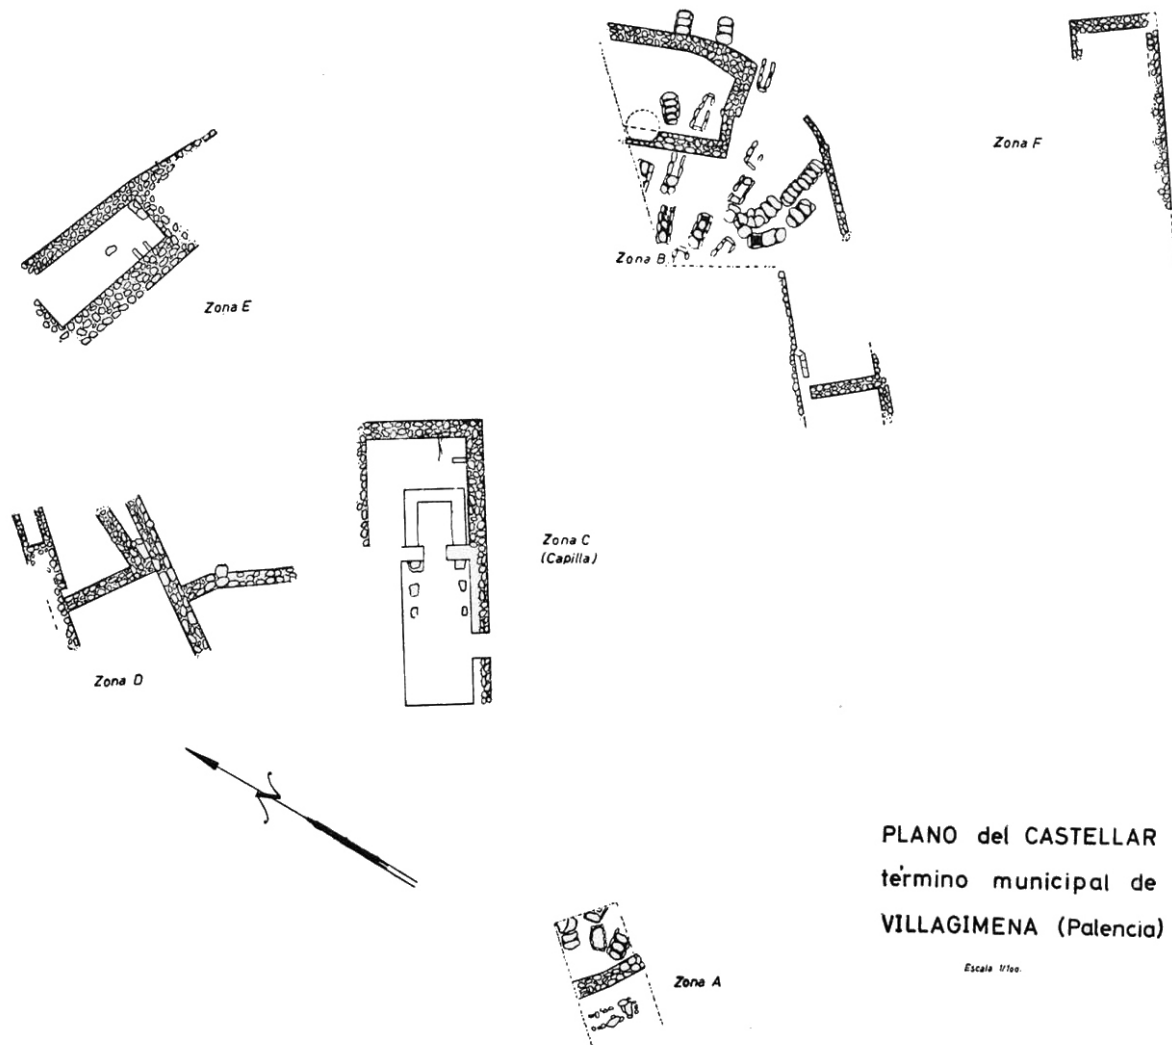 Zona F
Zona B
Zona E
Zona C
(Capilla)
Zona D
N
PLANO del CASTELLAR
término municipal de
VILLAGIMENA (Palencia)
Escala 1/100.
Zona A